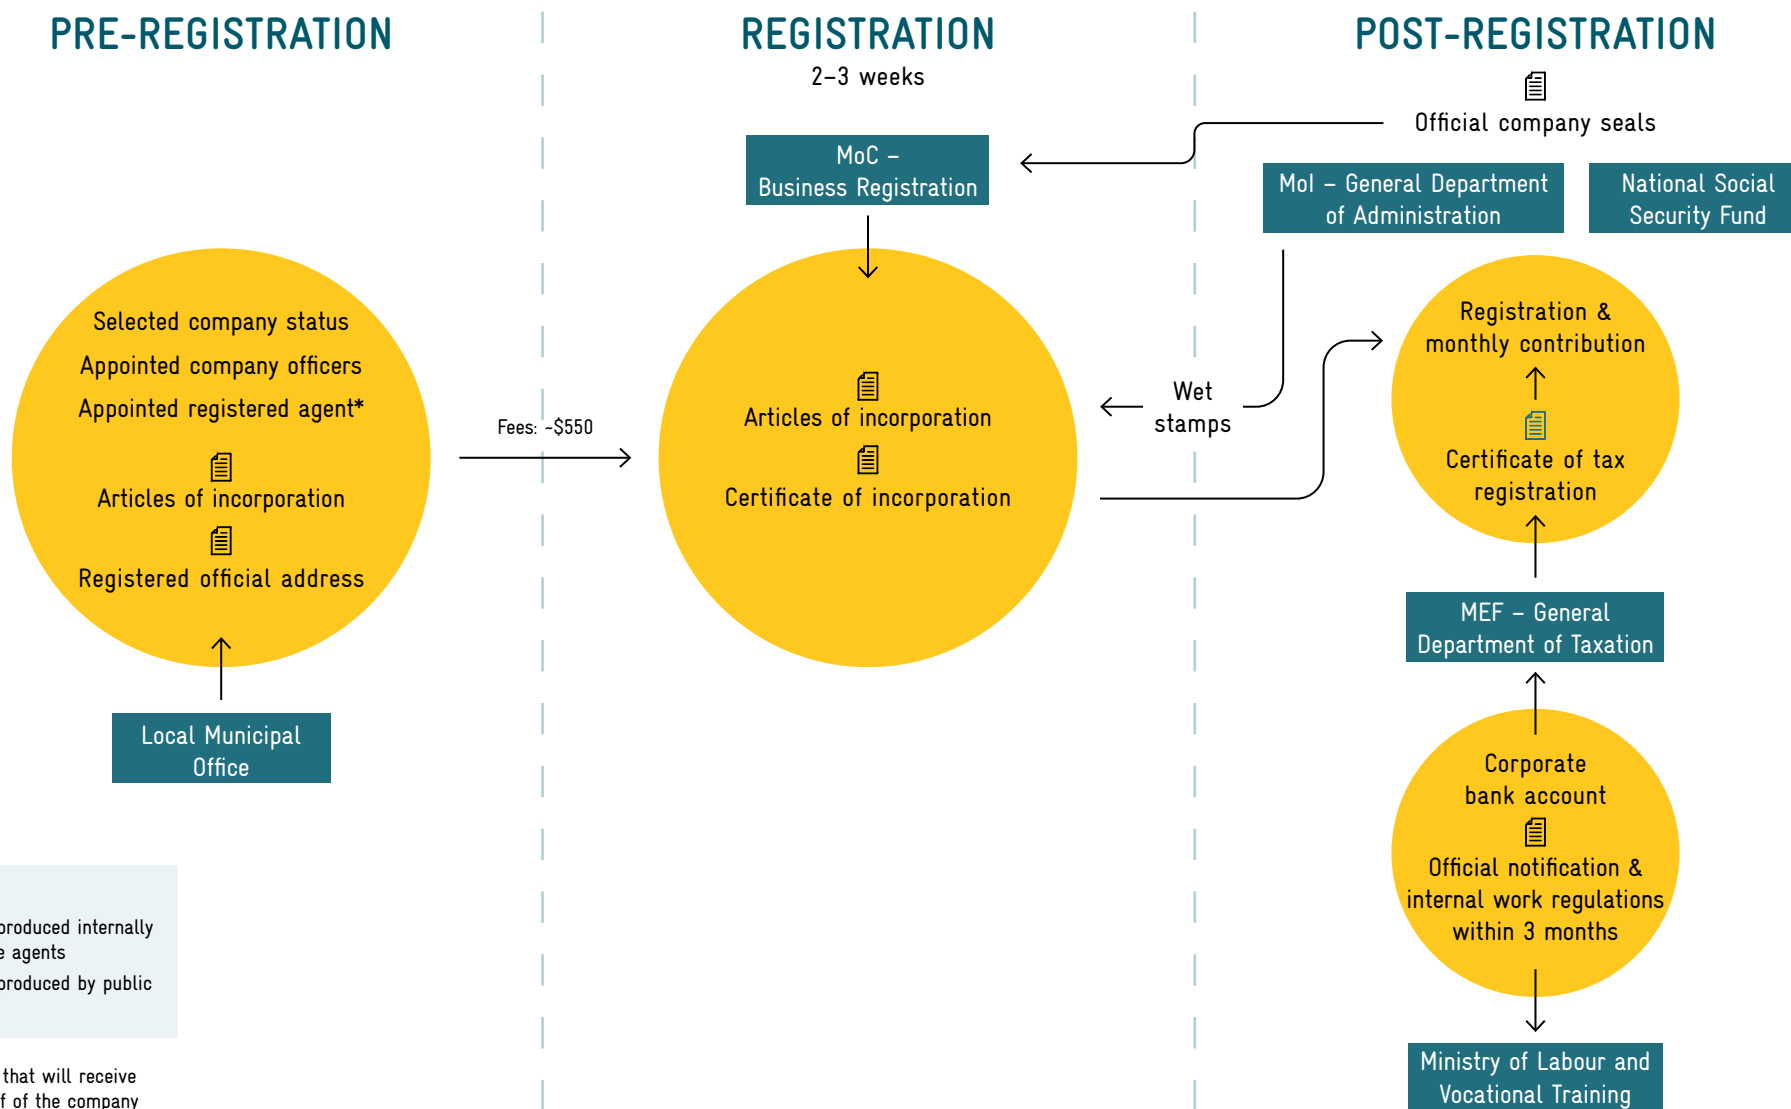 PRE-REGISTRATION
Selected company status
Appointed company officers
Appointed registered agent*
Articles of incorporation
Registered official address
Local Municipal
Office
produced internally
agents
produced by public
that will receive
of the company
Fees: ~$550
REGISTRATION
2–3 weeks
MoC –
Business Registration
Articles of incorporation
Certificate of incorporation
Wet
stamps
POST-REGISTRATION
Official company seals
MoI – General Department
of Administration
National Social
Security Fund
Registration &
monthly contribution
Certificate of tax
registration
MEF – General
Department of Taxation
Corporate
bank account
Official notification &
internal work regulations
within 3 months
Ministry of Labour and
Vocational Training